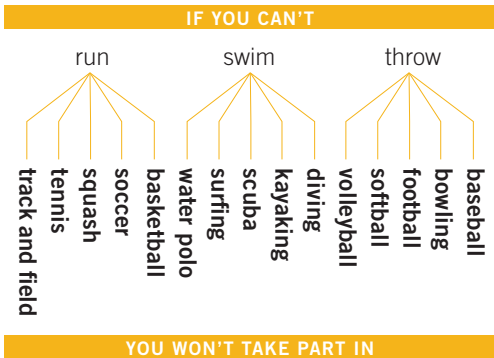 IF YOU CAN'T
run
swim
throw
track and field
tennis
squash
soccer
basketball
water polo
surfing
scuba
kayaking
diving
volleyball
softball
football
bowling
baseball
YOU WON'T TAKE PART IN